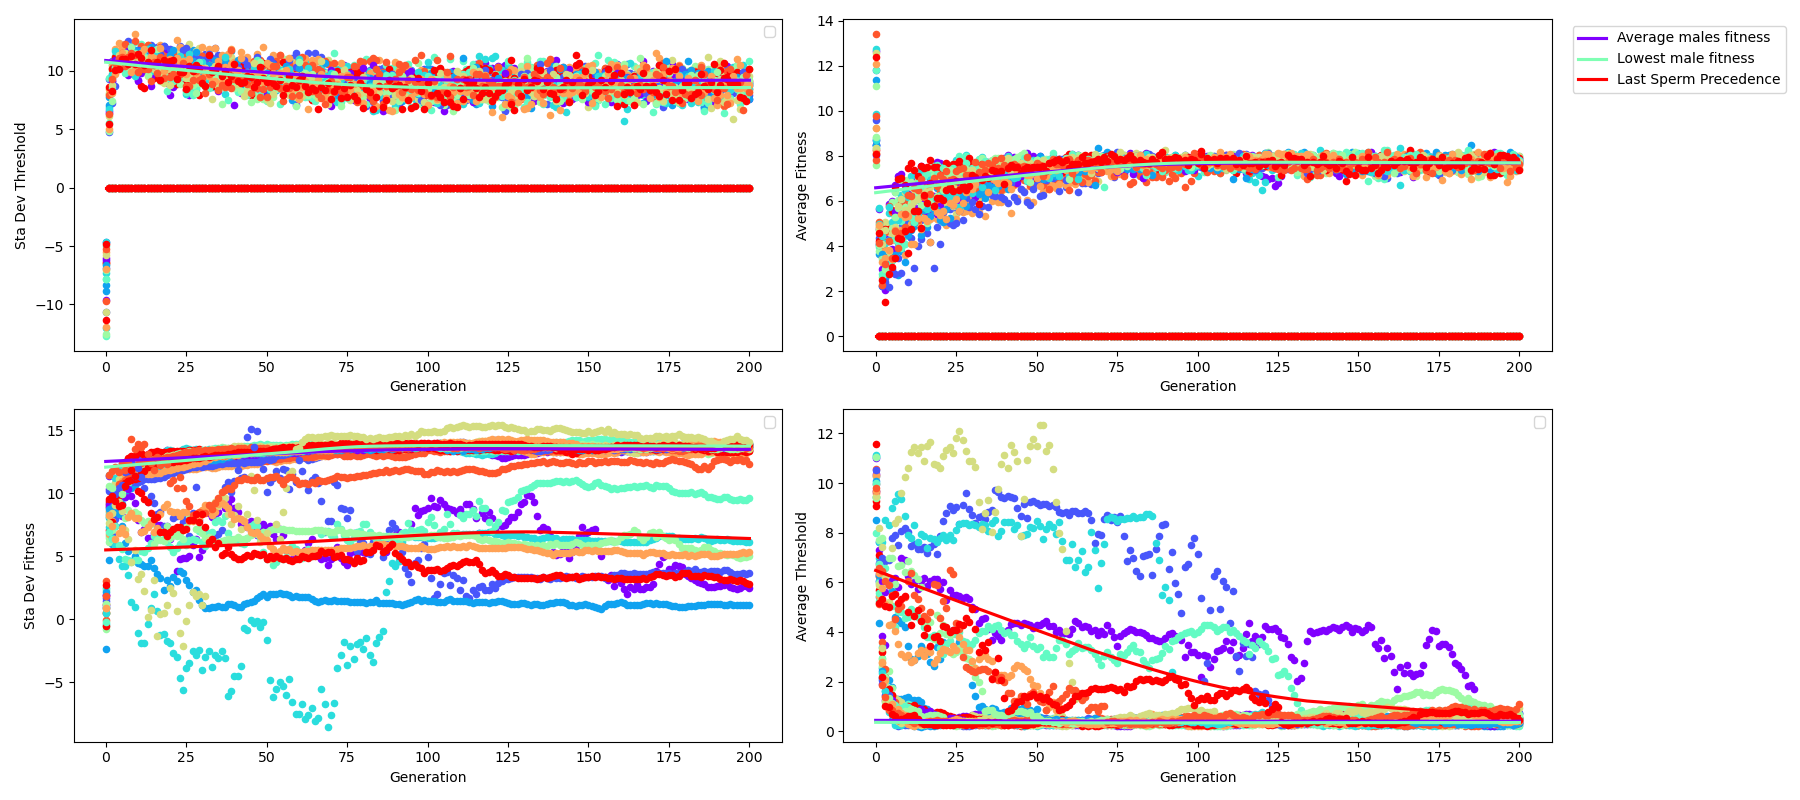 Sta Dev Threshold
10
5
0
−5
−10
0 25 50 75 100 125 150 175 200
Generation
Average Fitness
14
12
10
8
6
4
2
0
0 25 50 75 100 125 150 175 200
Generation
Average males fitness
Lowest male fitness
Last Sperm Precedence
Sta Dev Fitness
15
10
5
0
−5
0 25 50 75 100 125 150 175 200
Generation
Average Threshold
12
10
8
6
4
2
0
0 25 50 75 100 125 150 175 200
Generation